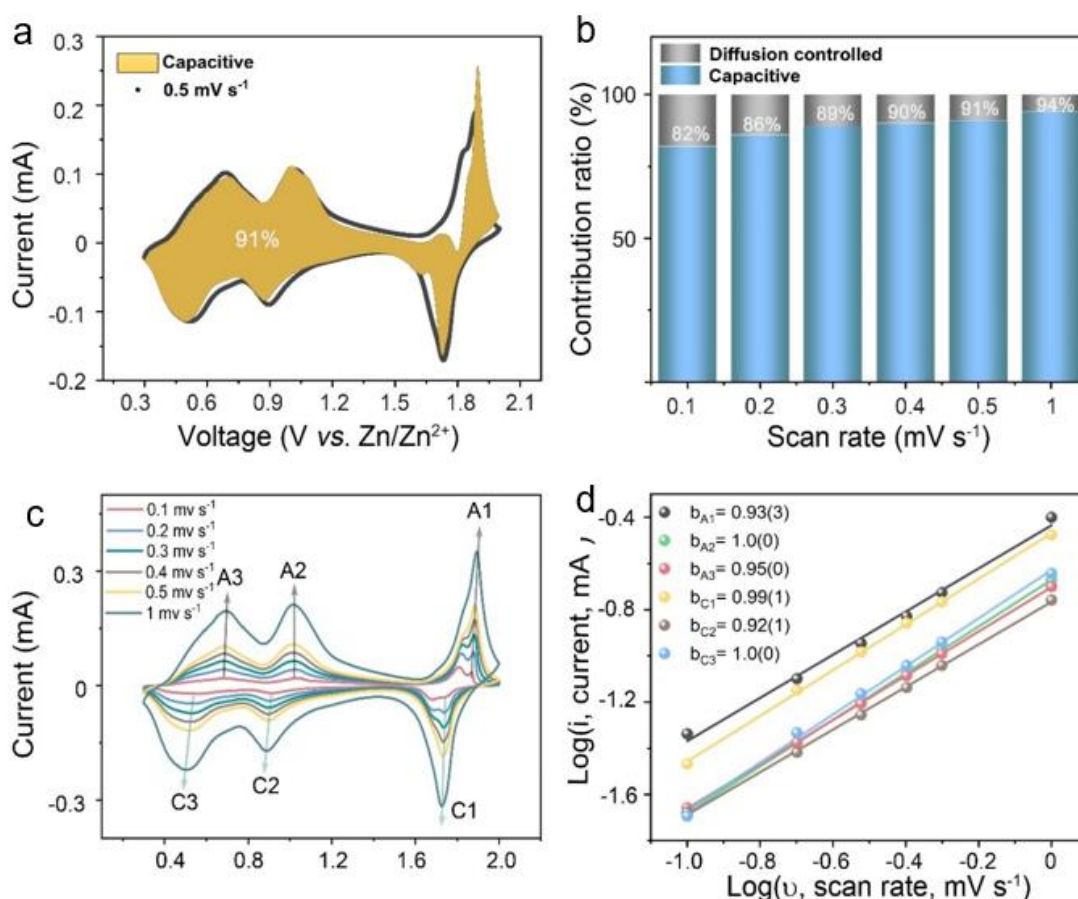 a
Capacitive
0.5 mV s⁻¹
0.3
0.2
0.1
0
-0.1
-0.2
91%
Current (mA)
0.3
0.6
0.9
1.2
1.5
1.8
2.1
Voltage (V vs. Zn/Zn²⁺)
b
Diffusion controlled
Capacitive
100
50
82%
86%
89%
90%
91%
94%
Contribution ratio (%)
0.1
0.2
0.3
0.4
0.5
1
Scan rate (mV s⁻¹)
c
0.1 mv s⁻¹
0.2 mv s⁻¹
0.3 mv s⁻¹
0.4 mv s⁻¹
0.5 mv s⁻¹
1 mv s⁻¹
A1
A2
A3
C3
C2
C1
0.3
0
-0.3
Current (mA)
0.4
0.8
1.2
1.6
2.0
d
b_A1= 0.93(3)
b_A2= 1.0(0)
b_A3= 0.95(0)
b_C1= 0.99(1)
b_C2= 0.92(1)
b_C3= 1.0(0)
-0.4
-0.8
-1.2
-1.6
Log(i, current, mA)
-1.0
-0.8
-0.6
-0.4
-0.2
0
Log(υ, scan rate, mV s⁻¹)